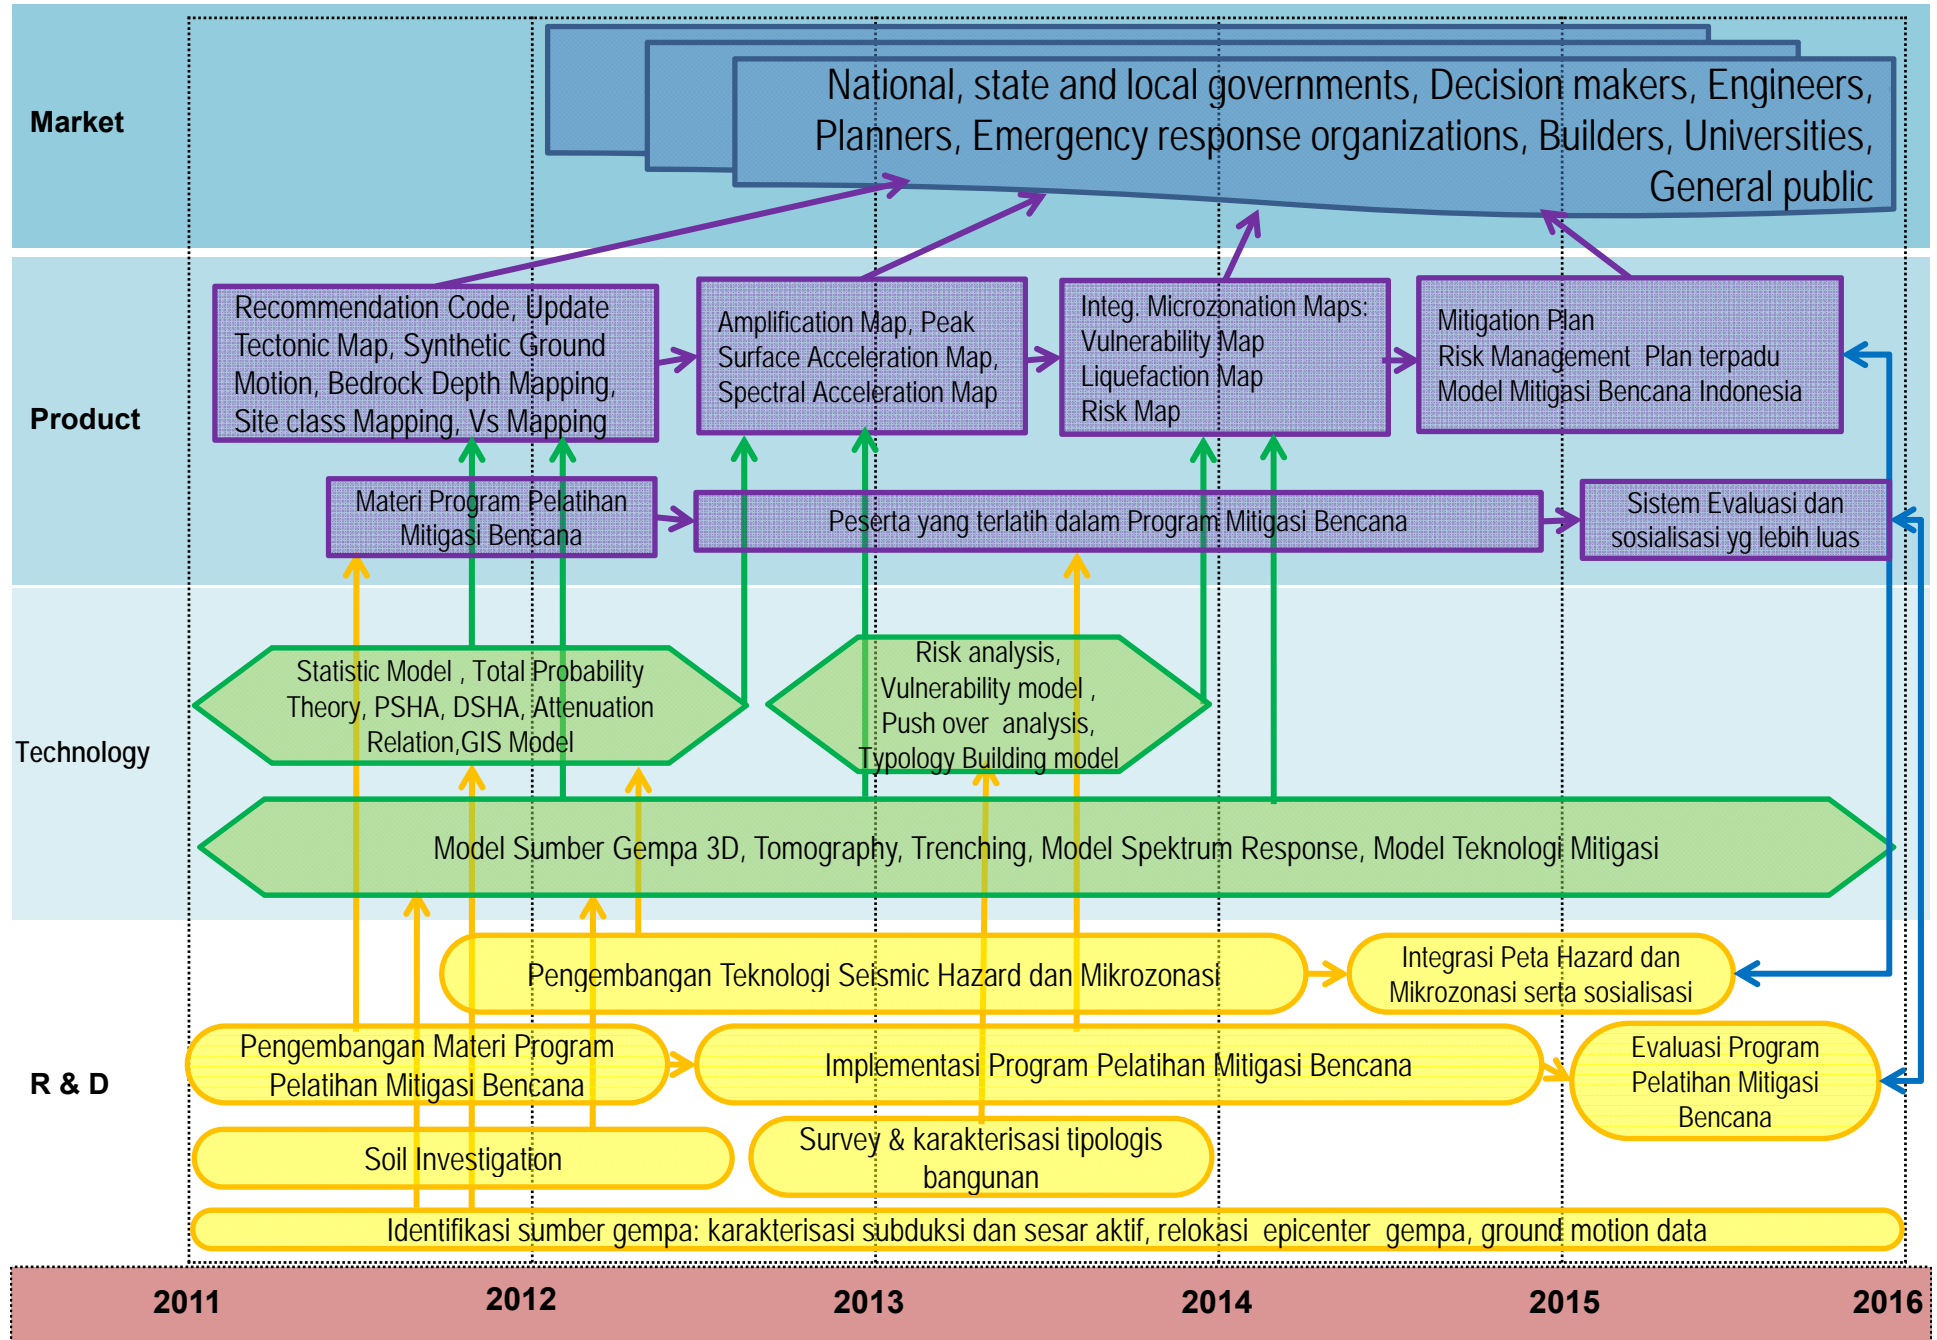 Market
National, state and local governments, Decision makers, Engineers,
Planners, Emergency response organizations, Builders, Universities,
General public
Product
Recommendation Code, Update
Tectonic Map, Synthetic Ground
Motion, Bedrock Depth Mapping,
Site class Mapping, Vs Mapping
Amplification Map, Peak
Surface Acceleration Map,
Spectral Acceleration Map
Integ. Microzonation Maps:
Vulnerability Map
Liquefaction Map
Risk Map
Mitigation Plan
Risk Management Plan terpadu
Model Mitigasi Bencana Indonesia
Materi Program Pelatihan
Mitigasi Bencana
Peserta yang terlatih dalam Program Mitigasi Bencana
Sistem Evaluasi dan
sosialisasi yg lebih luas
Technology
Statistic Model , Total Probability
Theory, PSHA, DSHA, Attenuation
Relation,GIS Model
Risk analysis,
Vulnerability model ,
Push over analysis,
Typology Building model
Model Sumber Gempa 3D, Tomography, Trenching, Model Spektrum Response, Model Teknologi Mitigasi
R & D
Pengembangan Teknologi Seismic Hazard dan Mikrozonasi
Integrasi Peta Hazard dan
Mikrozonasi serta sosialisasi
Pengembangan Materi Program
Pelatihan Mitigasi Bencana
Implementasi Program Pelatihan Mitigasi Bencana
Evaluasi Program
Pelatihan Mitigasi
Bencana
Soil Investigation
Survey & karakterisasi tipologis
bangunan
Identifikasi sumber gempa: karakterisasi subduksi dan sesar aktif, relokasi epicenter gempa, ground motion data
2011
2012
2013
2014
2015
2016